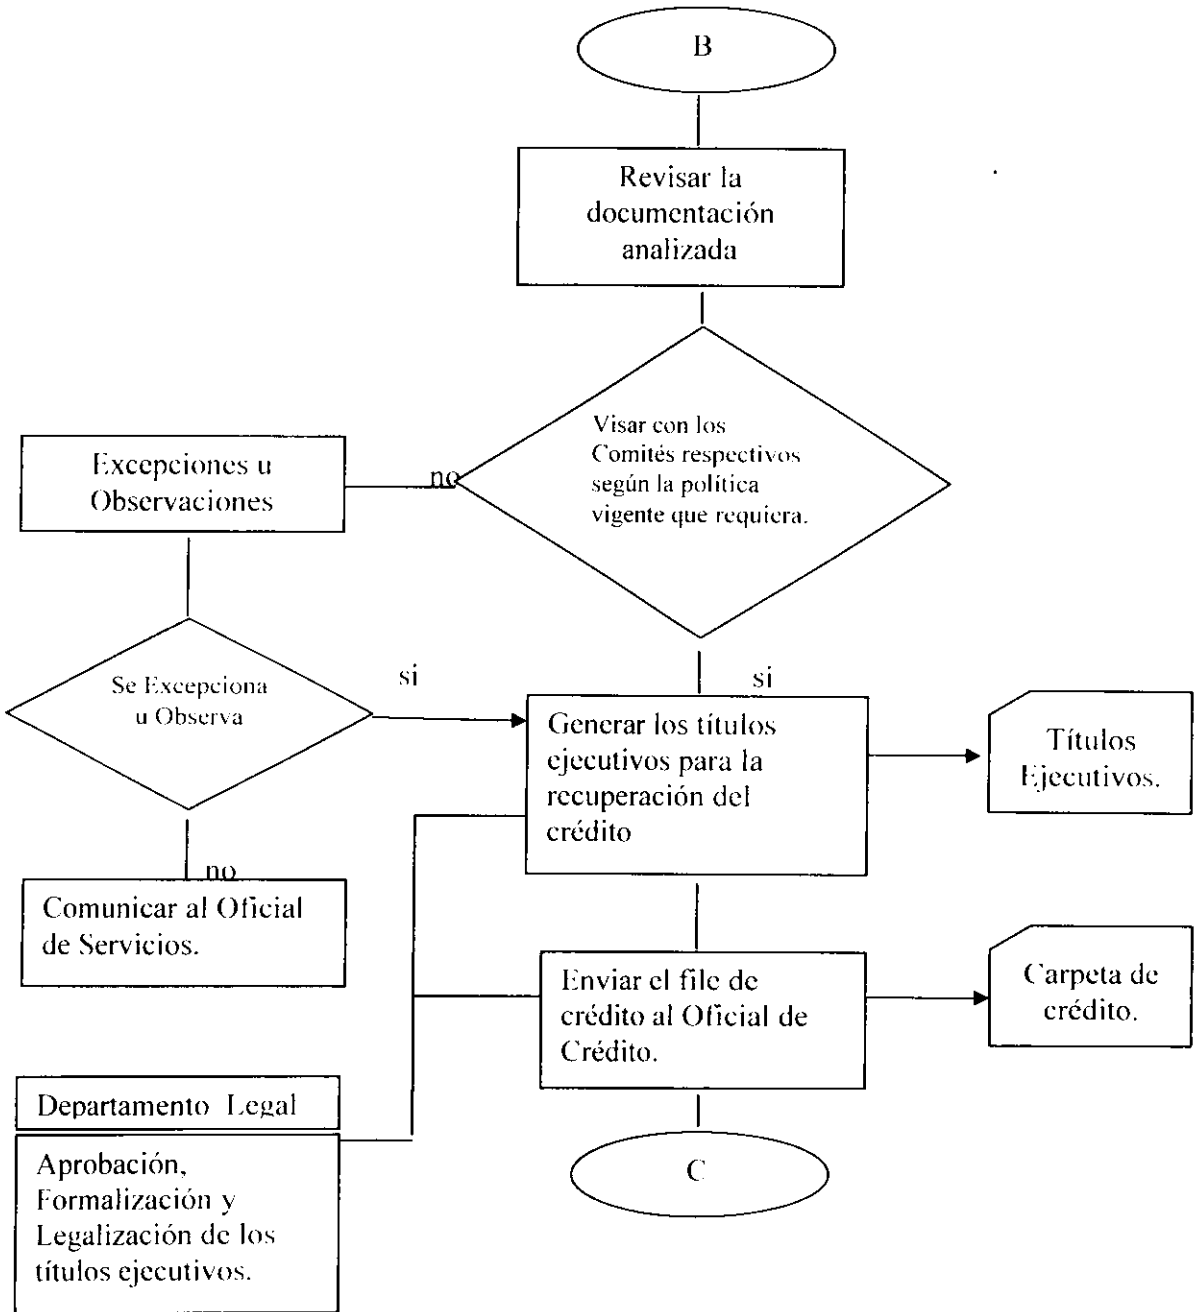 B
Revisar la
documentación
analizada
Visar con los
Comités respectivos
según la política
vigente que requiera.
no
Excepciones u
Observaciones
Se Excepciona
u Observa
si
si
Generar los títulos
ejecutivos para la
recuperación del
crédito
Títulos
Ejecutivos.
no
Comunicar al Oficial
de Servicios.
Enviar el file de
crédito al Oficial de
Crédito.
Carpeta de
crédito.
Departamento Legal
Aprobación,
Formalización y
Legalización de los
títulos ejecutivos.
C